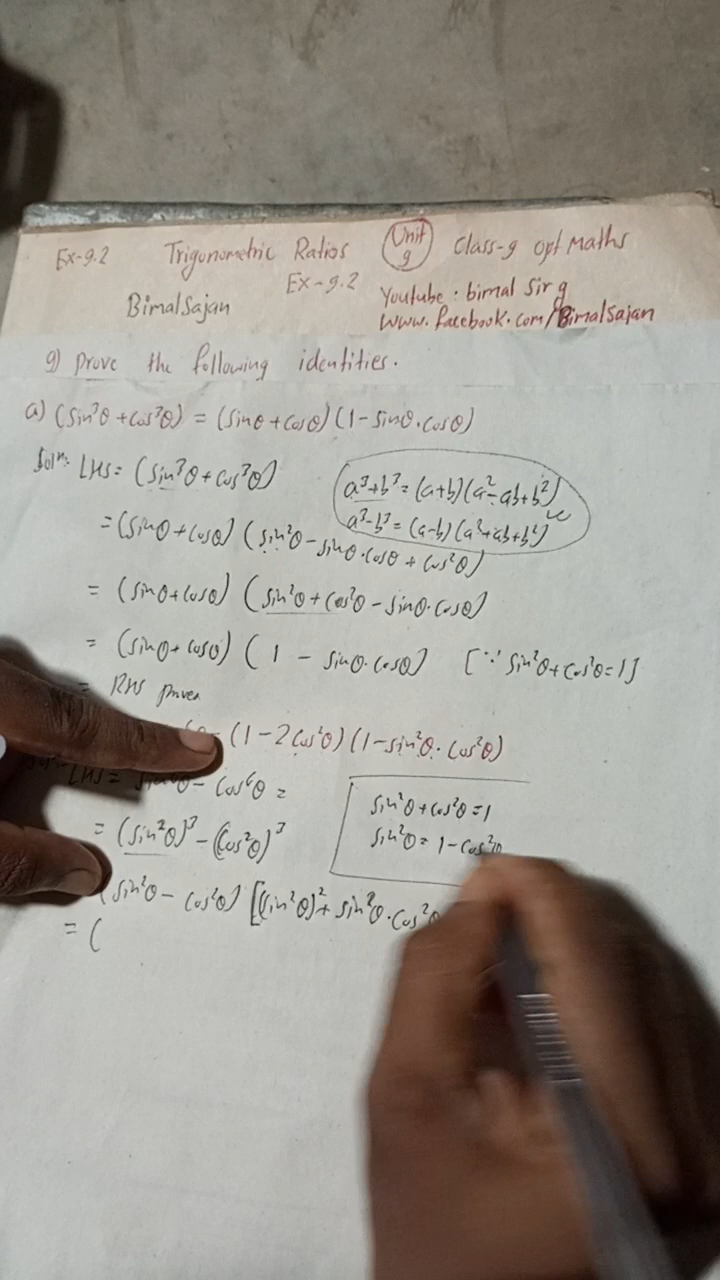 Ex-9.2 Trigonometric Ratios Unit 9 Class-9 opt Maths
Ex-9.2
BimalSajan Youtube: bimal Sir 9
www.facebook.com/BimalSajan
9) prove the following identities.
a) (sin³θ + cos³θ) = (sinθ + cosθ) (1 - sinθ.cosθ)
Solⁿ: LHS = (sin³θ + cos³θ)
a³+b³ = (a+b)(a²-ab+b²)
a³-b³ = (a-b)(a²+ab+b²)
= (sinθ + cosθ) (sin²θ - sinθ.cosθ + cos²θ)
= (sinθ + cosθ) (sin²θ + cos²θ - sinθ.cosθ)
= (sinθ + cosθ) (1 - sinθ.cosθ) [∵ sin²θ + cos²θ = 1]
= RHS proven
(1 - 2cos²θ) (1 - sin²θ.cos²θ)
LHS = - cos⁶θ =
sin²θ + cos²θ = 1
sin²θ = 1 - cos²θ
= (sin²θ)³ - (cos²θ)³
(sin²θ - cos²θ) [(sin²θ)² + sin²θ.cos²θ
= (